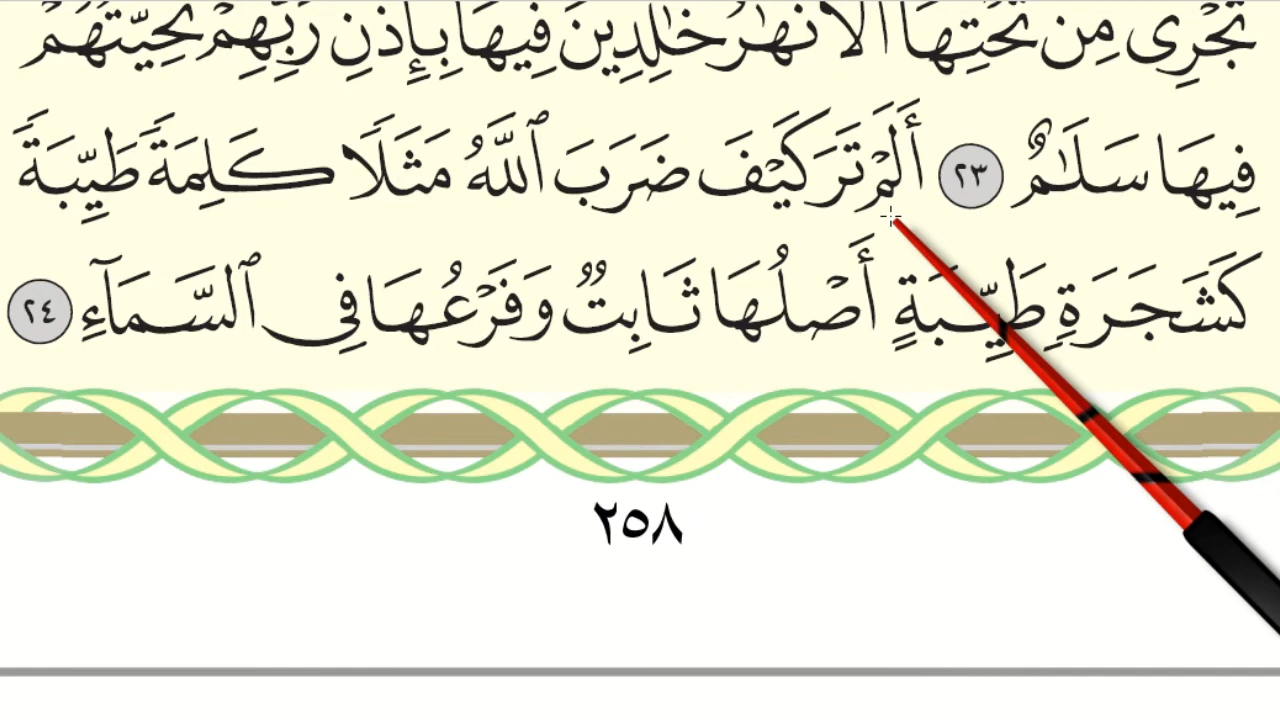 تَجْرِى مِن تَحْتِهَا ٱلْأَنْهَٰرُ خَٰلِدِينَ فِيهَا بِإِذْنِ رَبِّهِمْ تَحِيَّتُهُمْ
فِيهَا سَلَٰمٌ ٢٣ أَلَمْ تَرَ كَيْفَ ضَرَبَ ٱللَّهُ مَثَلًا كَلِمَةً طَيِّبَةً
كَشَجَرَةٍ طَيِّبَةٍ أَصْلُهَا ثَابِتٌ وَفَرْعُهَا فِى ٱلسَّمَآءِ ٢٤
٢٥٨